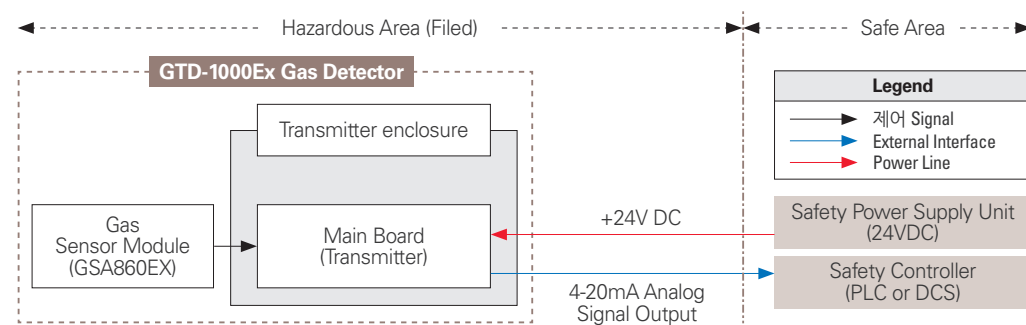 Hazardous Area (Filed)
Safe Area
GTD-1000Ex Gas Detector
Legend
제어 Signal
External Interface
Power Line
Transmitter enclosure
Gas
Sensor Module
(GSA860EX)
Main Board
(Transmitter)
+24V DC
4-20mA Analog
Signal Output
Safety Power Supply Unit
(24VDC)
Safety Controller
(PLC or DCS)